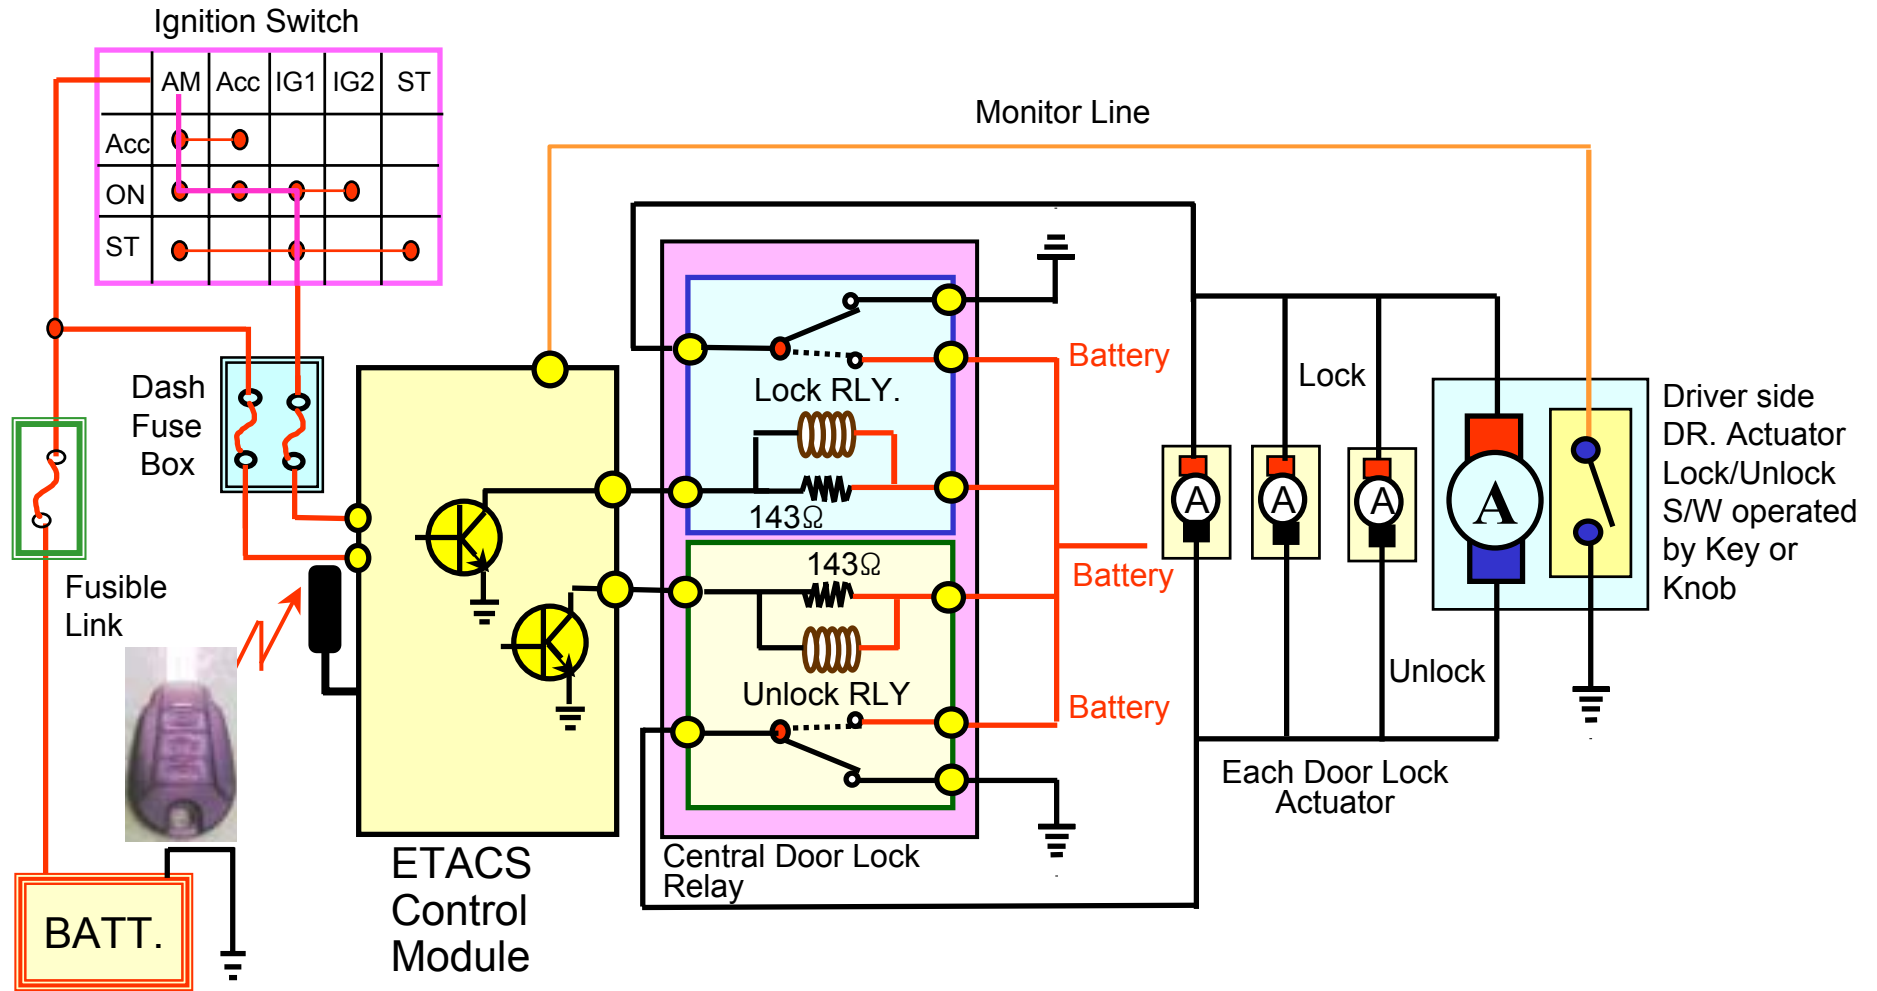 Ignition Switch
AM Acc IG1 IG2 ST
Acc
ON
ST
Monitor Line
Dash
Fuse
Box
Fusible
Link
BATT.
ETACS
Control
Module
Lock RLY.
143Ω
143Ω
Unlock RLY
Central Door Lock
Relay
Battery
Battery
Battery
Lock
A
A
A
A
Unlock
Each Door Lock
Actuator
Driver side
DR. Actuator
Lock/Unlock
S/W operated
by Key or
Knob